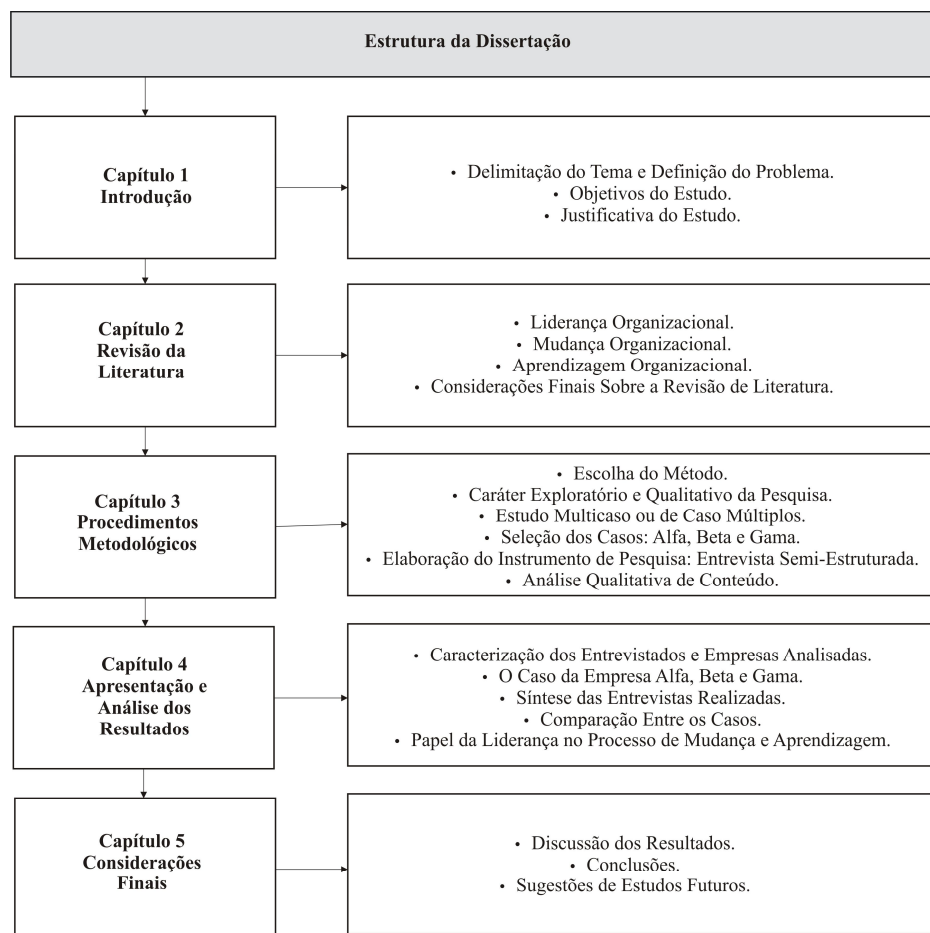 Estrutura da Dissertação
Capítulo 1
Introdução
• Delimitação do Tema e Definição do Problema.
• Objetivos do Estudo.
• Justificativa do Estudo.
Capítulo 2
Revisão da
Literatura
• Liderança Organizacional.
• Mudança Organizacional.
• Aprendizagem Organizacional.
• Considerações Finais Sobre a Revisão de Literatura.
Capítulo 3
Procedimentos
Metodológicos
• Escolha do Método.
• Caráter Exploratório e Qualitativo da Pesquisa.
• Estudo Multicaso ou de Caso Múltiplos.
• Seleção dos Casos: Alfa, Beta e Gama.
• Elaboração do Instrumento de Pesquisa: Entrevista Semi-Estruturada.
• Análise Qualitativa de Conteúdo.
Capítulo 4
Apresentação e
Análise dos
Resultados
• Caracterização dos Entrevistados e Empresas Analisadas.
• O Caso da Empresa Alfa, Beta e Gama.
• Síntese das Entrevistas Realizadas.
• Comparação Entre os Casos.
• Papel da Liderança no Processo de Mudança e Aprendizagem.
Capítulo 5
Considerações
Finais
• Discussão dos Resultados.
• Conclusões.
• Sugestões de Estudos Futuros.